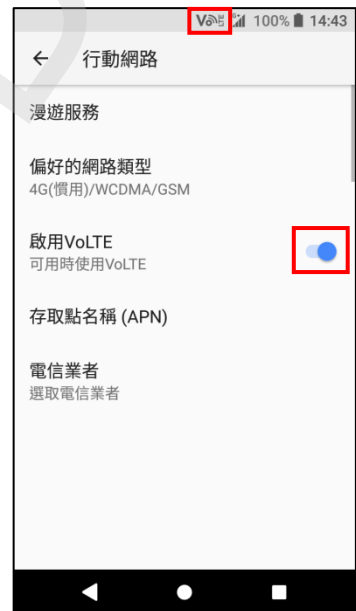 100% 14:43
行動網路
漫遊服務
偏好的網路類型
4G(慣用)/WCDMA/GSM
啟用VoLTE
可用時使用VoLTE
存取點名稱 (APN)
電信業者
選取電信業者